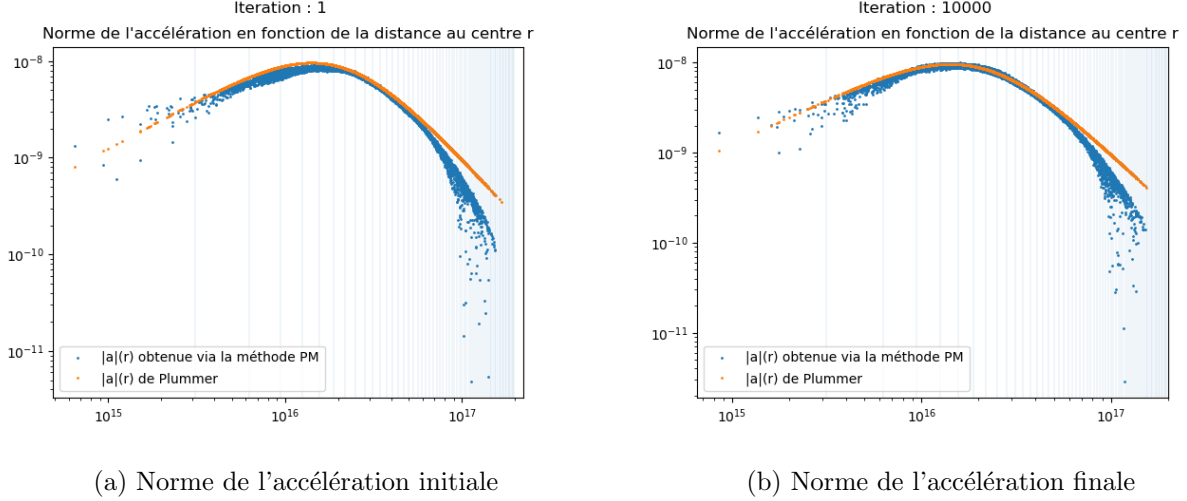 Iteration : 1
Norme de l'accélération en fonction de la distance au centre r
10⁻⁸
10⁻⁹
10⁻¹⁰
10⁻¹¹
|a|(r) obtenue via la méthode PM
|a|(r) de Plummer
10¹⁵ 10¹⁶ 10¹⁷
(a) Norme de l'accélération initiale
Iteration : 10000
Norme de l'accélération en fonction de la distance au centre r
10⁻⁸
10⁻⁹
10⁻¹⁰
10⁻¹¹
|a|(r) obtenue via la méthode PM
|a|(r) de Plummer
10¹⁵ 10¹⁶ 10¹⁷
(b) Norme de l'accélération finale